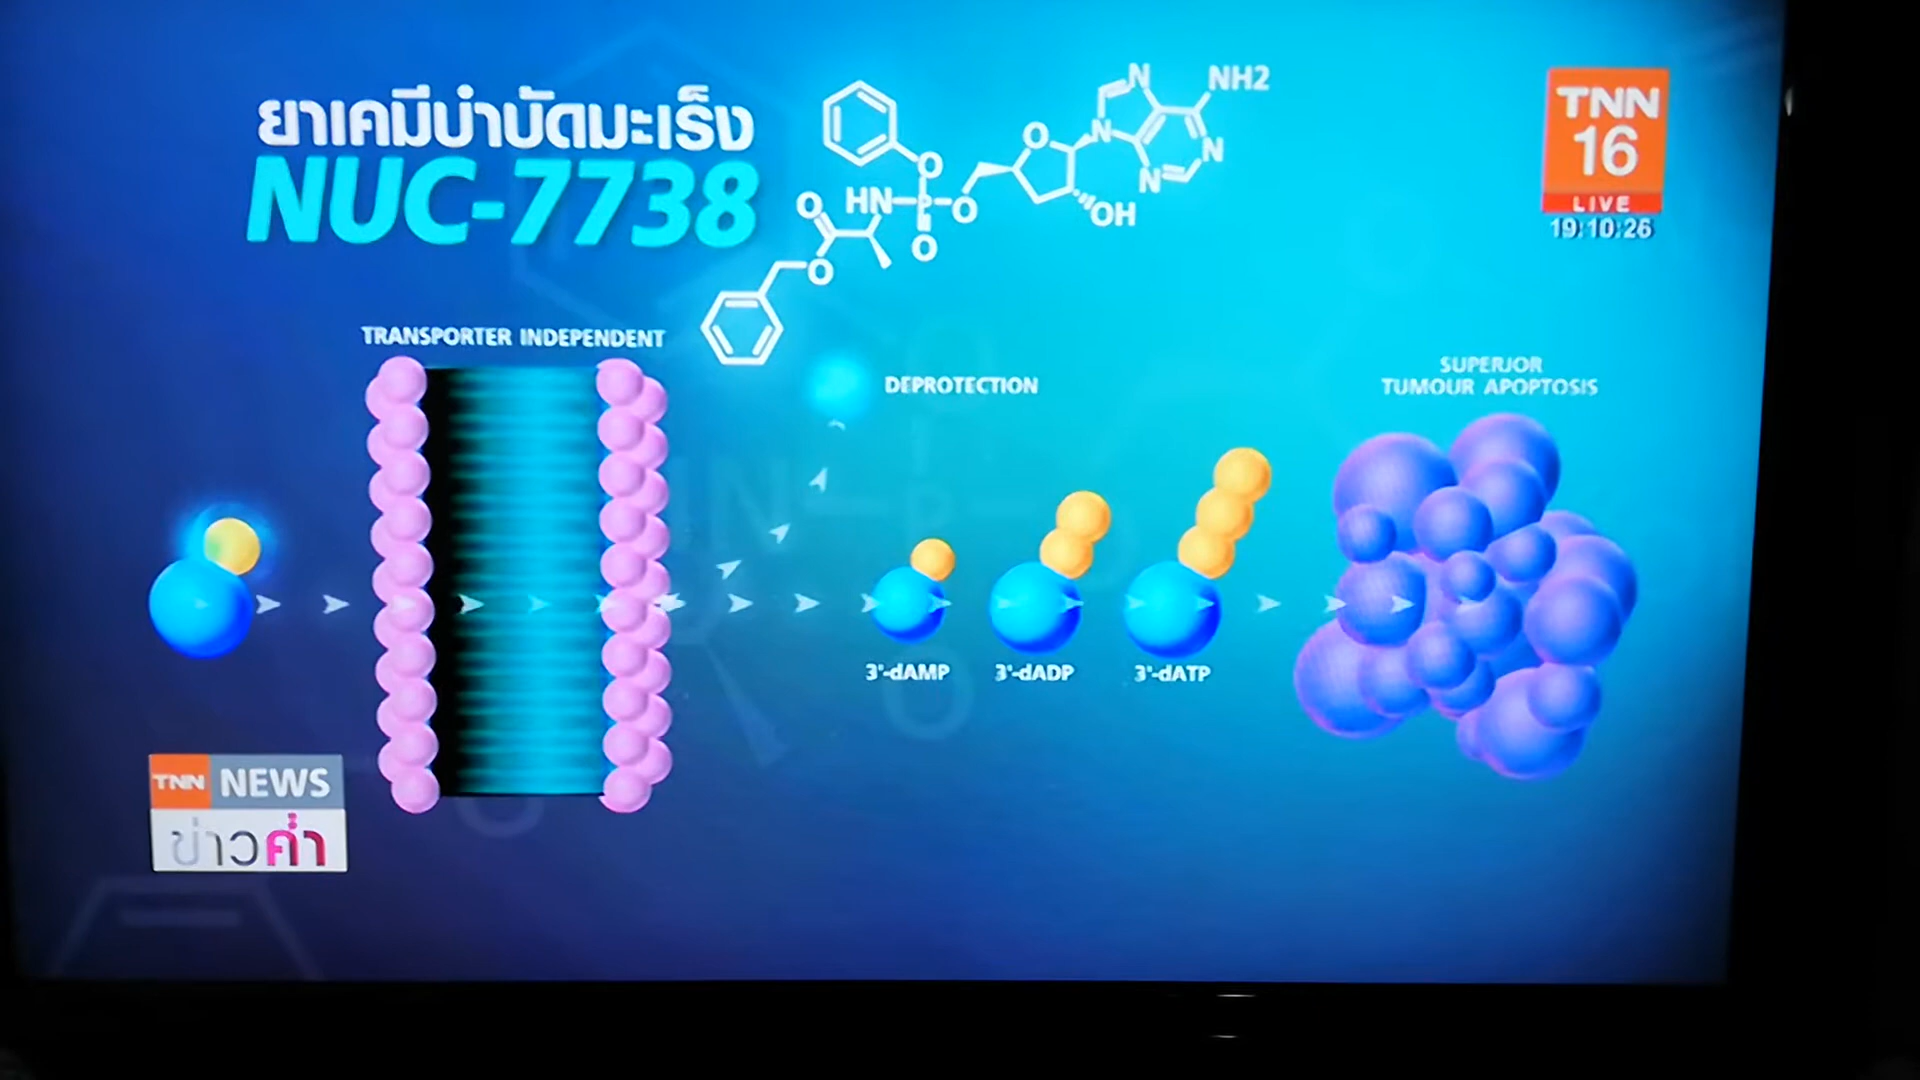 ยาเคมีบำบัดมะเร็ง
NUC-7738
N
NH2
N
N
N
O
O
HN
P
O
O
O
O
OH
TNN
16
LIVE
19:10:26
TRANSPORTER INDEPENDENT
DEPROTECTION
SUPERIOR
TUMOUR APOPTOSIS
3'-dAMP
3'-dADP
3'-dATP
TNN NEWS
ข่าวค่ำ